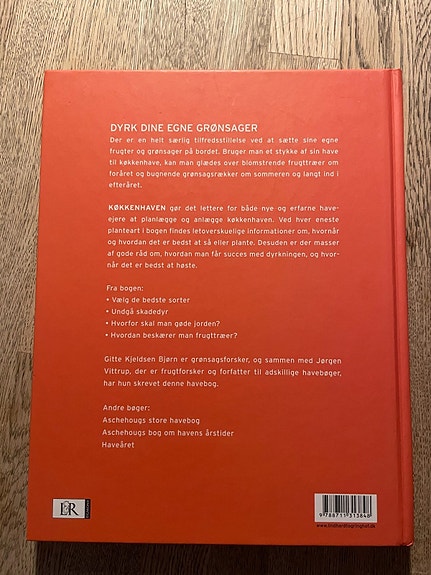 DYRK DINE EGNE GRØNSAGER
Der er en helt særlig tilfredsstillelse ved at sætte sine egne
frugter og grønsager på bordet. Bruger man et stykke af sin have
til køkkenhave, kan man glædes over blomstrende frugttræer om
foråret og bugnende grønsagsrækker om sommeren og langt ind i
efteråret.
KØKKENHAVEN gør det lettere for både nye og erfarne have-
ejere at planlægge og anlægge køkkenhaven. Ved hver eneste
planteart i bogen findes letoverskuelige informationer om, hvornår
og hvordan det er bedst at så eller plante. Desuden er der masser
af gode råd om, hvordan man får succes med dyrkningen, og hvor-
når det er bedst at høste.
Fra bogen:
• Vælg de bedste sorter
• Undgå skadedyr
• Hvorfor skal man gøde jorden?
• Hvordan beskærer man frugttræer?
Gitte Kjeldsen Bjørn er grønsagsforsker, og sammen med Jørgen
Vittrup, der er frugtforsker og forfatter til adskillige havebøger,
har hun skrevet denne havebog.
Andre bøger:
Aschehougs store havebog
Aschehougs bog om havens årstider
Haveåret
L&R
9 788711 313848
www.lindhardtogringhof.dk